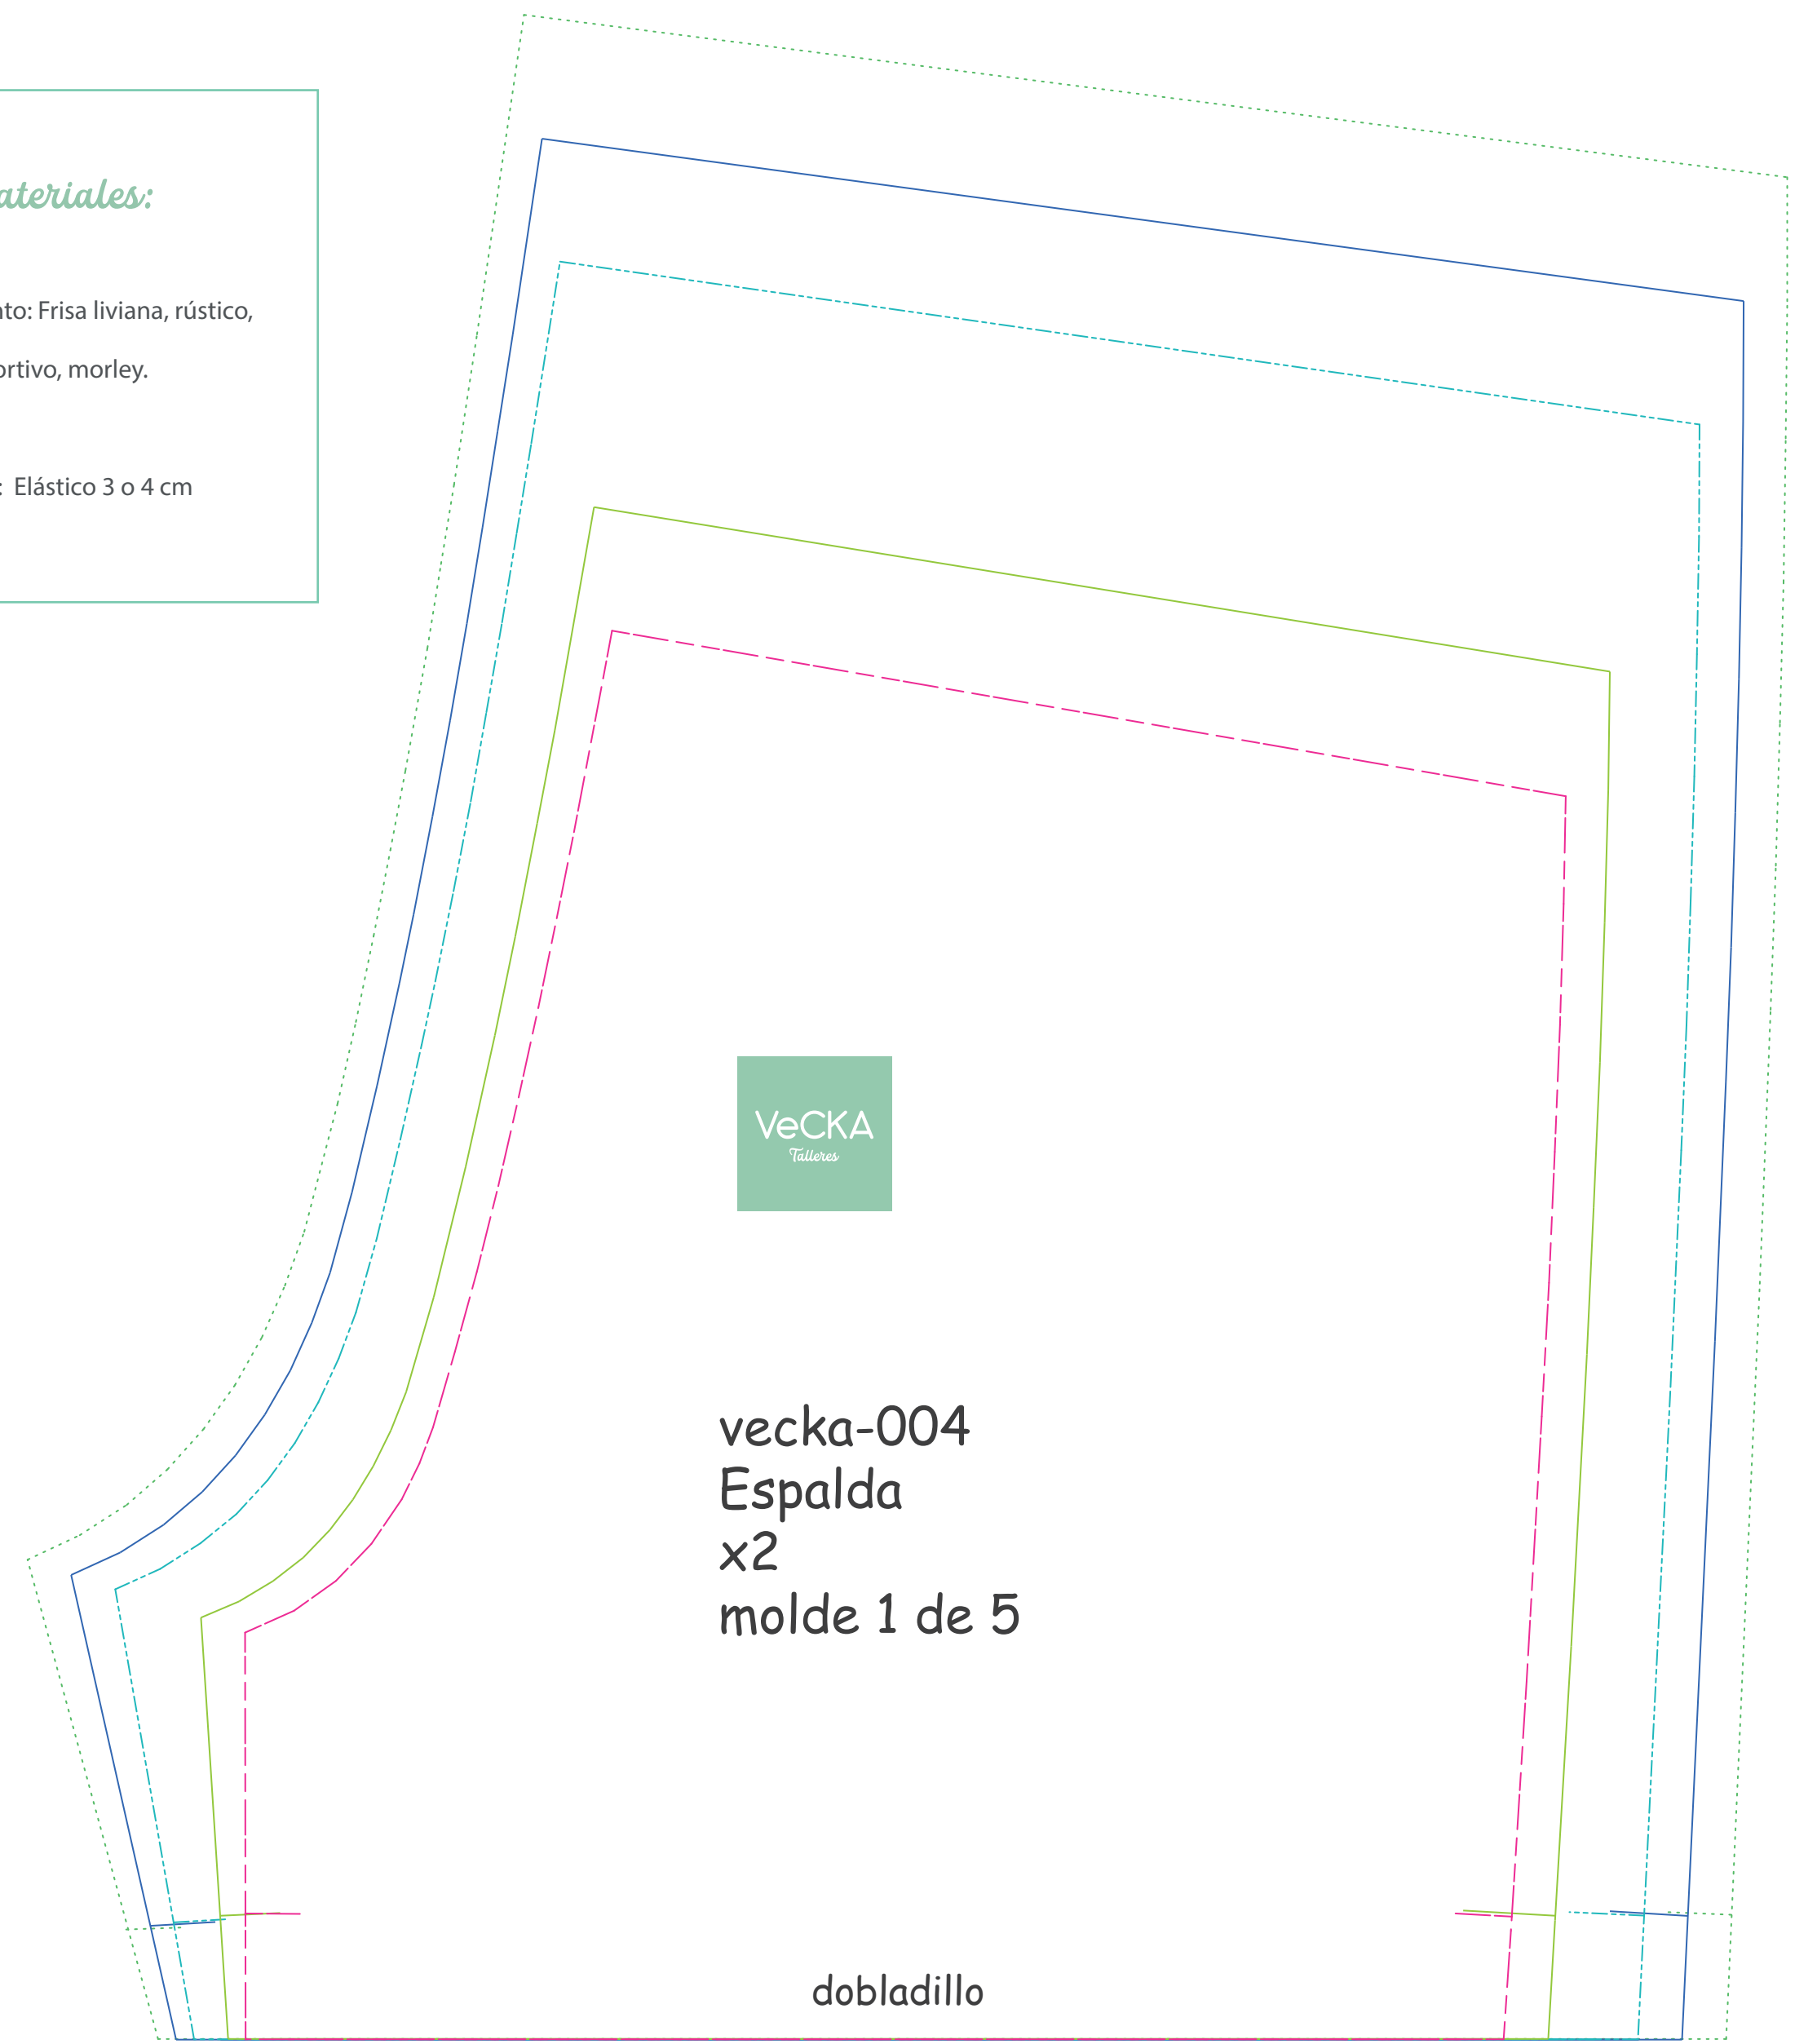 ateriales:
nto: Frisa liviana, rústico,
ortivo, morley.
: Elástico 3 o 4 cm
VeCKA
Talleres
vecka-004
Espalda
x2
molde 1 de 5
dobladillo